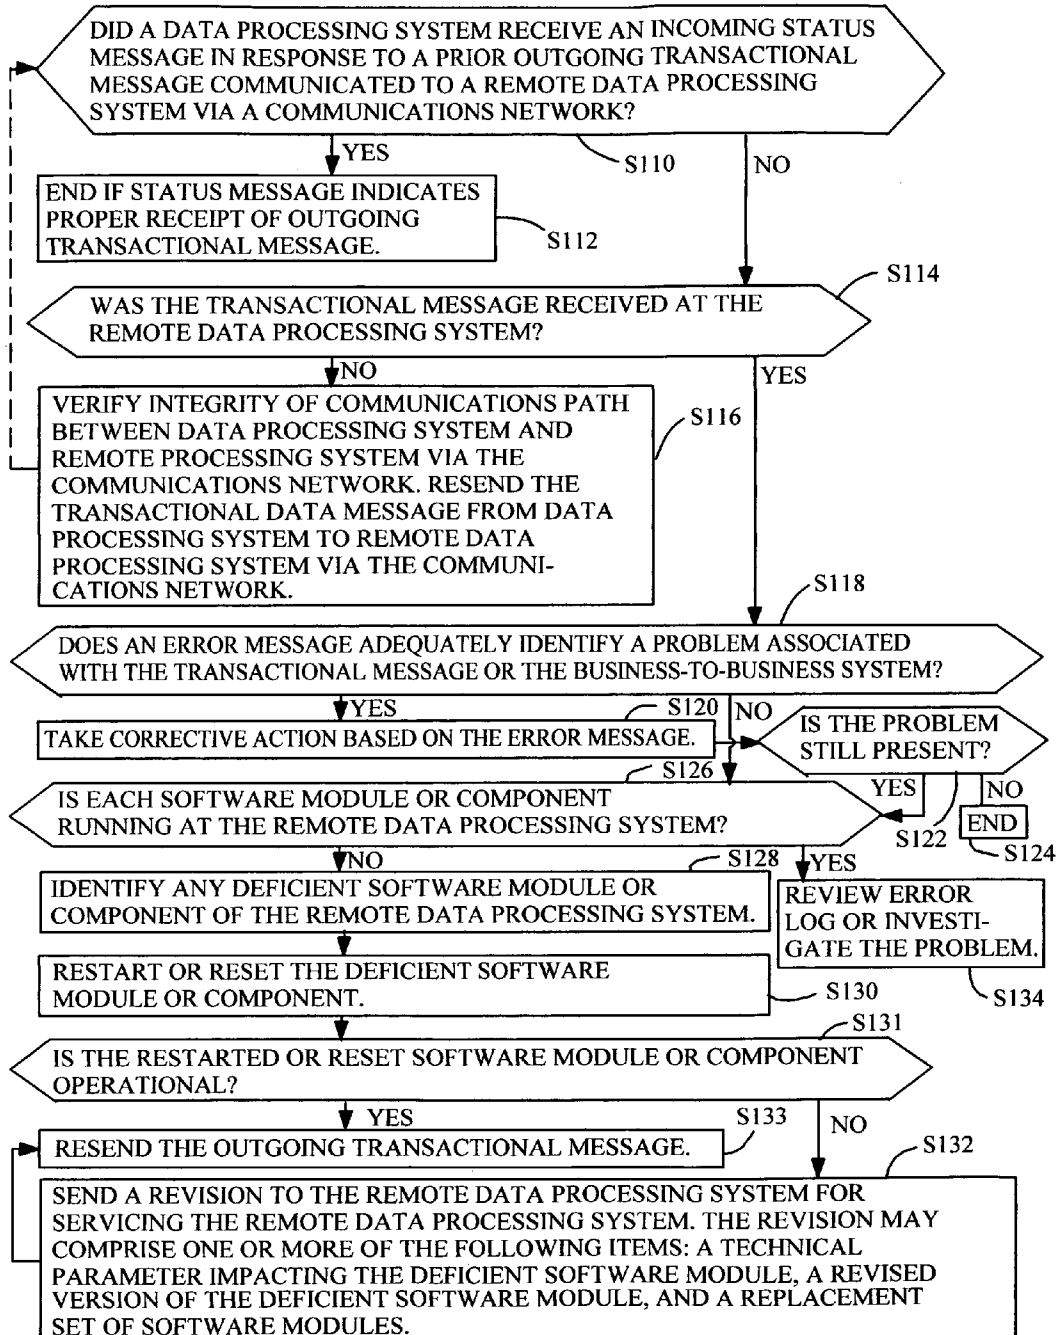 DID A DATA PROCESSING SYSTEM RECEIVE AN INCOMING STATUS
MESSAGE IN RESPONSE TO A PRIOR OUTGOING TRANSACTIONAL
MESSAGE COMMUNICATED TO A REMOTE DATA PROCESSING
SYSTEM VIA A COMMUNICATIONS NETWORK?
YES
S110
NO
END IF STATUS MESSAGE INDICATES
PROPER RECEIPT OF OUTGOING
TRANSACTIONAL MESSAGE.
S112
S114
WAS THE TRANSACTIONAL MESSAGE RECEIVED AT THE
REMOTE DATA PROCESSING SYSTEM?
NO
YES
VERIFY INTEGRITY OF COMMUNICATIONS PATH
BETWEEN DATA PROCESSING SYSTEM AND
REMOTE PROCESSING SYSTEM VIA THE
COMMUNICATIONS NETWORK. RESEND THE
TRANSACTIONAL DATA MESSAGE FROM DATA
PROCESSING SYSTEM TO REMOTE DATA
PROCESSING SYSTEM VIA THE COMMUNI-
CATIONS NETWORK.
S116
S118
DOES AN ERROR MESSAGE ADEQUATELY IDENTIFY A PROBLEM ASSOCIATED
WITH THE TRANSACTIONAL MESSAGE OR THE BUSINESS-TO-BUSINESS SYSTEM?
YES
S120
NO
TAKE CORRECTIVE ACTION BASED ON THE ERROR MESSAGE.
IS THE PROBLEM
STILL PRESENT?
S126
YES
NO
IS EACH SOFTWARE MODULE OR COMPONENT
RUNNING AT THE REMOTE DATA PROCESSING SYSTEM?
S122
END
S124
NO
S128
YES
IDENTIFY ANY DEFICIENT SOFTWARE MODULE OR
COMPONENT OF THE REMOTE DATA PROCESSING SYSTEM.
REVIEW ERROR
LOG OR INVESTI-
GATE THE PROBLEM.
S134
RESTART OR RESET THE DEFICIENT SOFTWARE
MODULE OR COMPONENT.
S130
S131
IS THE RESTARTED OR RESET SOFTWARE MODULE OR COMPONENT
OPERATIONAL?
YES
S133
NO
RESEND THE OUTGOING TRANSACTIONAL MESSAGE.
S132
SEND A REVISION TO THE REMOTE DATA PROCESSING SYSTEM FOR
SERVICING THE REMOTE DATA PROCESSING SYSTEM. THE REVISION MAY
COMPRISE ONE OR MORE OF THE FOLLOWING ITEMS: A TECHNICAL
PARAMETER IMPACTING THE DEFICIENT SOFTWARE MODULE, A REVISED
VERSION OF THE DEFICIENT SOFTWARE MODULE, AND A REPLACEMENT
SET OF SOFTWARE MODULES.